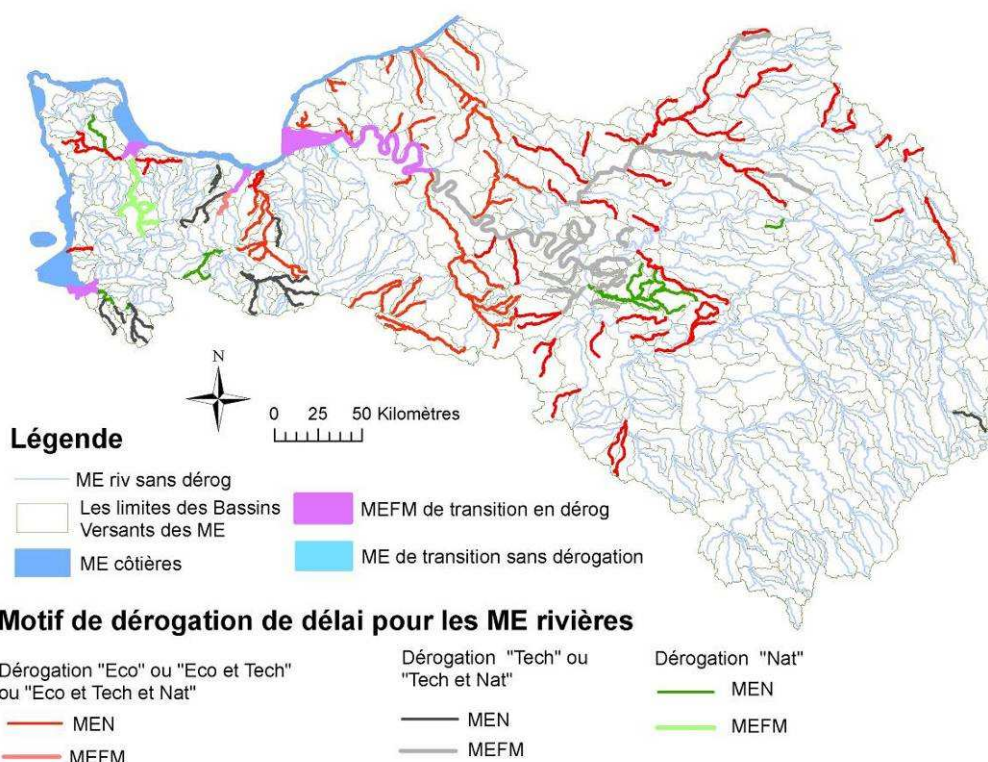 N
0 25 50 Kilomètres
Légende
ME riv sans dérog
Les limites des Bassins
Versants des ME
ME côtières
MEFM de transition en dérog
ME de transition sans dérogation
Motif de dérogation de délai pour les ME rivières
Dérogation "Eco" ou "Eco et Tech"
ou "Eco et Tech et Nat"
MEN
MEFM
Dérogation "Tech" ou
"Tech et Nat"
MEN
MEFM
Dérogation "Nat"
MEN
MEFM